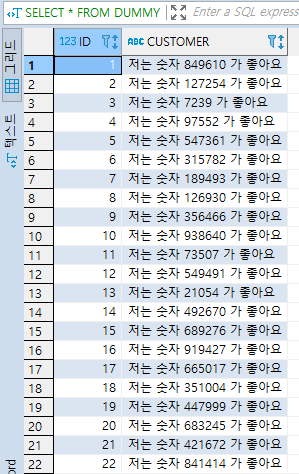 SELECT * FROM DUMMY Enter a SQL expres
그리드
텍스트
ord
123 ID CUSTOMER
1 1 저는 숫자 849610 가 좋아요
2 2 저는 숫자 127254 가 좋아요
3 3 저는 숫자 7239 가 좋아요
4 4 저는 숫자 97552 가 좋아요
5 5 저는 숫자 547361 가 좋아요
6 6 저는 숫자 315782 가 좋아요
7 7 저는 숫자 189493 가 좋아요
8 8 저는 숫자 126930 가 좋아요
9 9 저는 숫자 356466 가 좋아요
10 10 저는 숫자 938640 가 좋아요
11 11 저는 숫자 73507 가 좋아요
12 12 저는 숫자 549491 가 좋아요
13 13 저는 숫자 21054 가 좋아요
14 14 저는 숫자 492670 가 좋아요
15 15 저는 숫자 689276 가 좋아요
16 16 저는 숫자 919427 가 좋아요
17 17 저는 숫자 665017 가 좋아요
18 18 저는 숫자 351004 가 좋아요
19 19 저는 숫자 447999 가 좋아요
20 20 저는 숫자 683245 가 좋아요
21 21 저는 숫자 421672 가 좋아요
22 22 저는 숫자 841414 가 좋아요